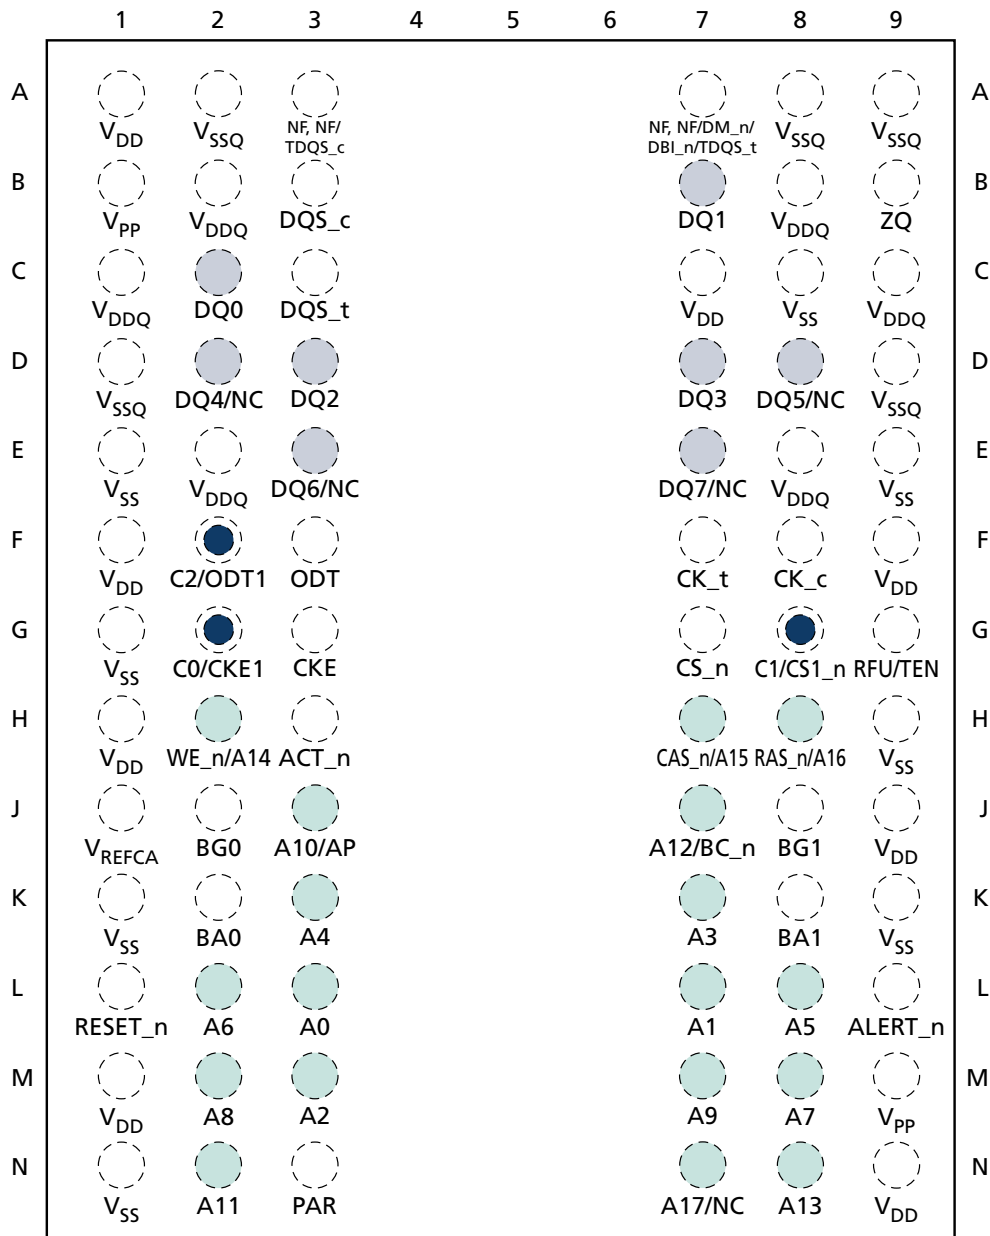 1 2 3 4 5 6 7 8 9
A A
VDD VSSQ NF, NF/ NF, NF/DM_n/ VSSQ VSSQ
TDQS_c DBI_n/TDQS_t
B B
VPP VDDQ DQS_c DQ1 VDDQ ZQ
C C
VDDQ DQ0 DQS_t VDD VSS VDDQ
D D
VSSQ DQ4/NC DQ2 DQ3 DQ5/NC VSSQ
E E
VSS VDDQ DQ6/NC DQ7/NC VDDQ VSS
F F
VDD C2/ODT1 ODT CK_t CK_c VDD
G G
VSS C0/CKE1 CKE CS_n C1/CS1_n RFU/TEN
H H
VDD WE_n/A14 ACT_n CAS_n/A15 RAS_n/A16 VSS
J J
VREFCA BG0 A10/AP A12/BC_n BG1 VDD
K K
VSS BA0 A4 A3 BA1 VSS
L L
RESET_n A6 A0 A1 A5 ALERT_n
M M
VDD A8 A2 A9 A7 VPP
N N
VSS A11 PAR A17/NC A13 VDD